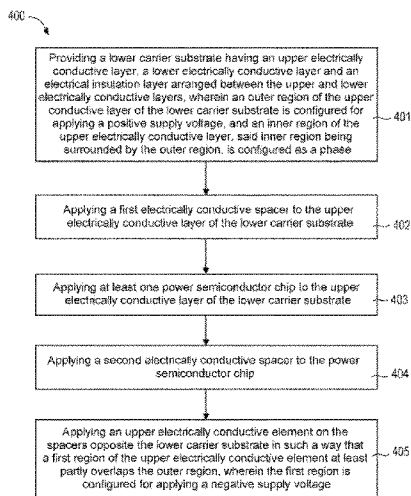 400
Providing a lower carrier substrate having an upper electrically
conductive layer, a lower electrically conductive layer and an
electrical insulation layer arranged between the upper and lower
electrically conductive layers, wherein an outer region of the upper
conductive layer of the lower carrier substrate is configured for
applying a positive supply voltage, and an inner region of the
upper electrically conductive layer, said inner region being
surrounded by the outer region, is configured as a phase
401
Applying a first electrically conductive spacer to the upper
electrically conductive layer of the lower carrier substrate
402
Applying at least one power semiconductor chip to the upper
electrically conductive layer of the lower carrier substrate
403
Applying a second electrically conductive spacer to the power
semiconductor chip
404
Applying an upper electrically conductive element on the
spacers opposite the lower carrier substrate in such a way that
a first region of the upper electrically conductive element at least
partly overlaps the outer region, wherein the first region is
configured for applying a negative supply voltage
405